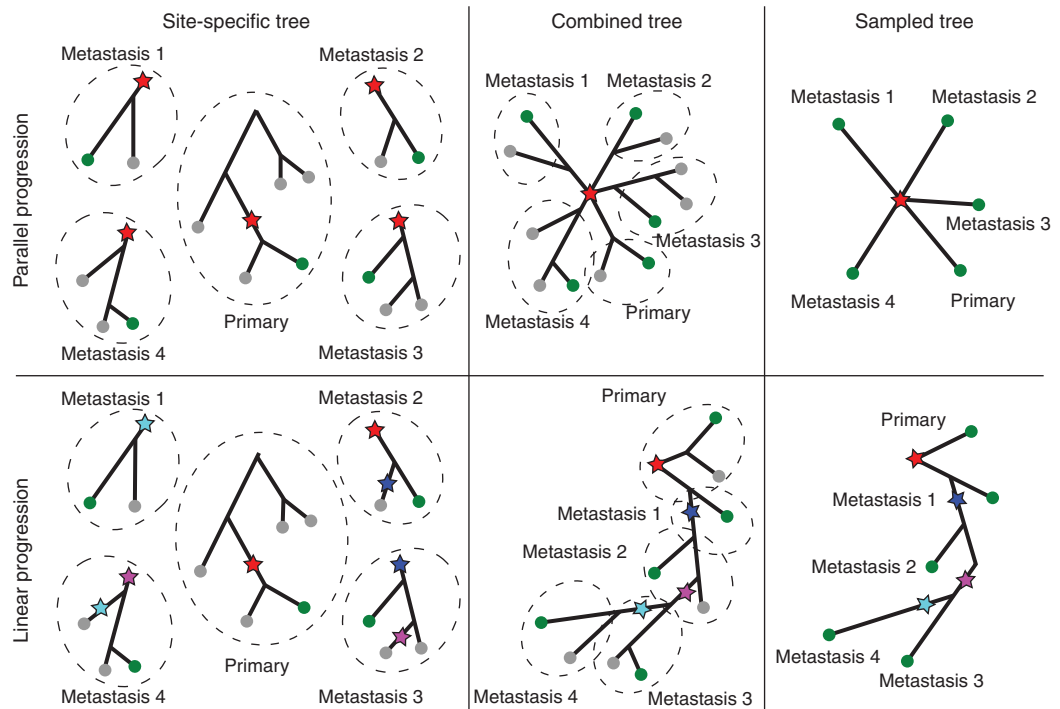 Site-specific tree
Combined tree
Sampled tree
Parallel progression
Metastasis 1
Metastasis 2
Primary
Metastasis 4
Metastasis 3
Metastasis 1
Metastasis 2
Metastasis 3
Metastasis 4
Primary
Metastasis 1
Metastasis 2
Metastasis 3
Metastasis 4
Primary
Linear progression
Metastasis 1
Metastasis 2
Primary
Metastasis 4
Metastasis 3
Primary
Metastasis 1
Metastasis 2
Metastasis 4
Metastasis 3
Primary
Metastasis 1
Metastasis 2
Metastasis 4
Metastasis 3